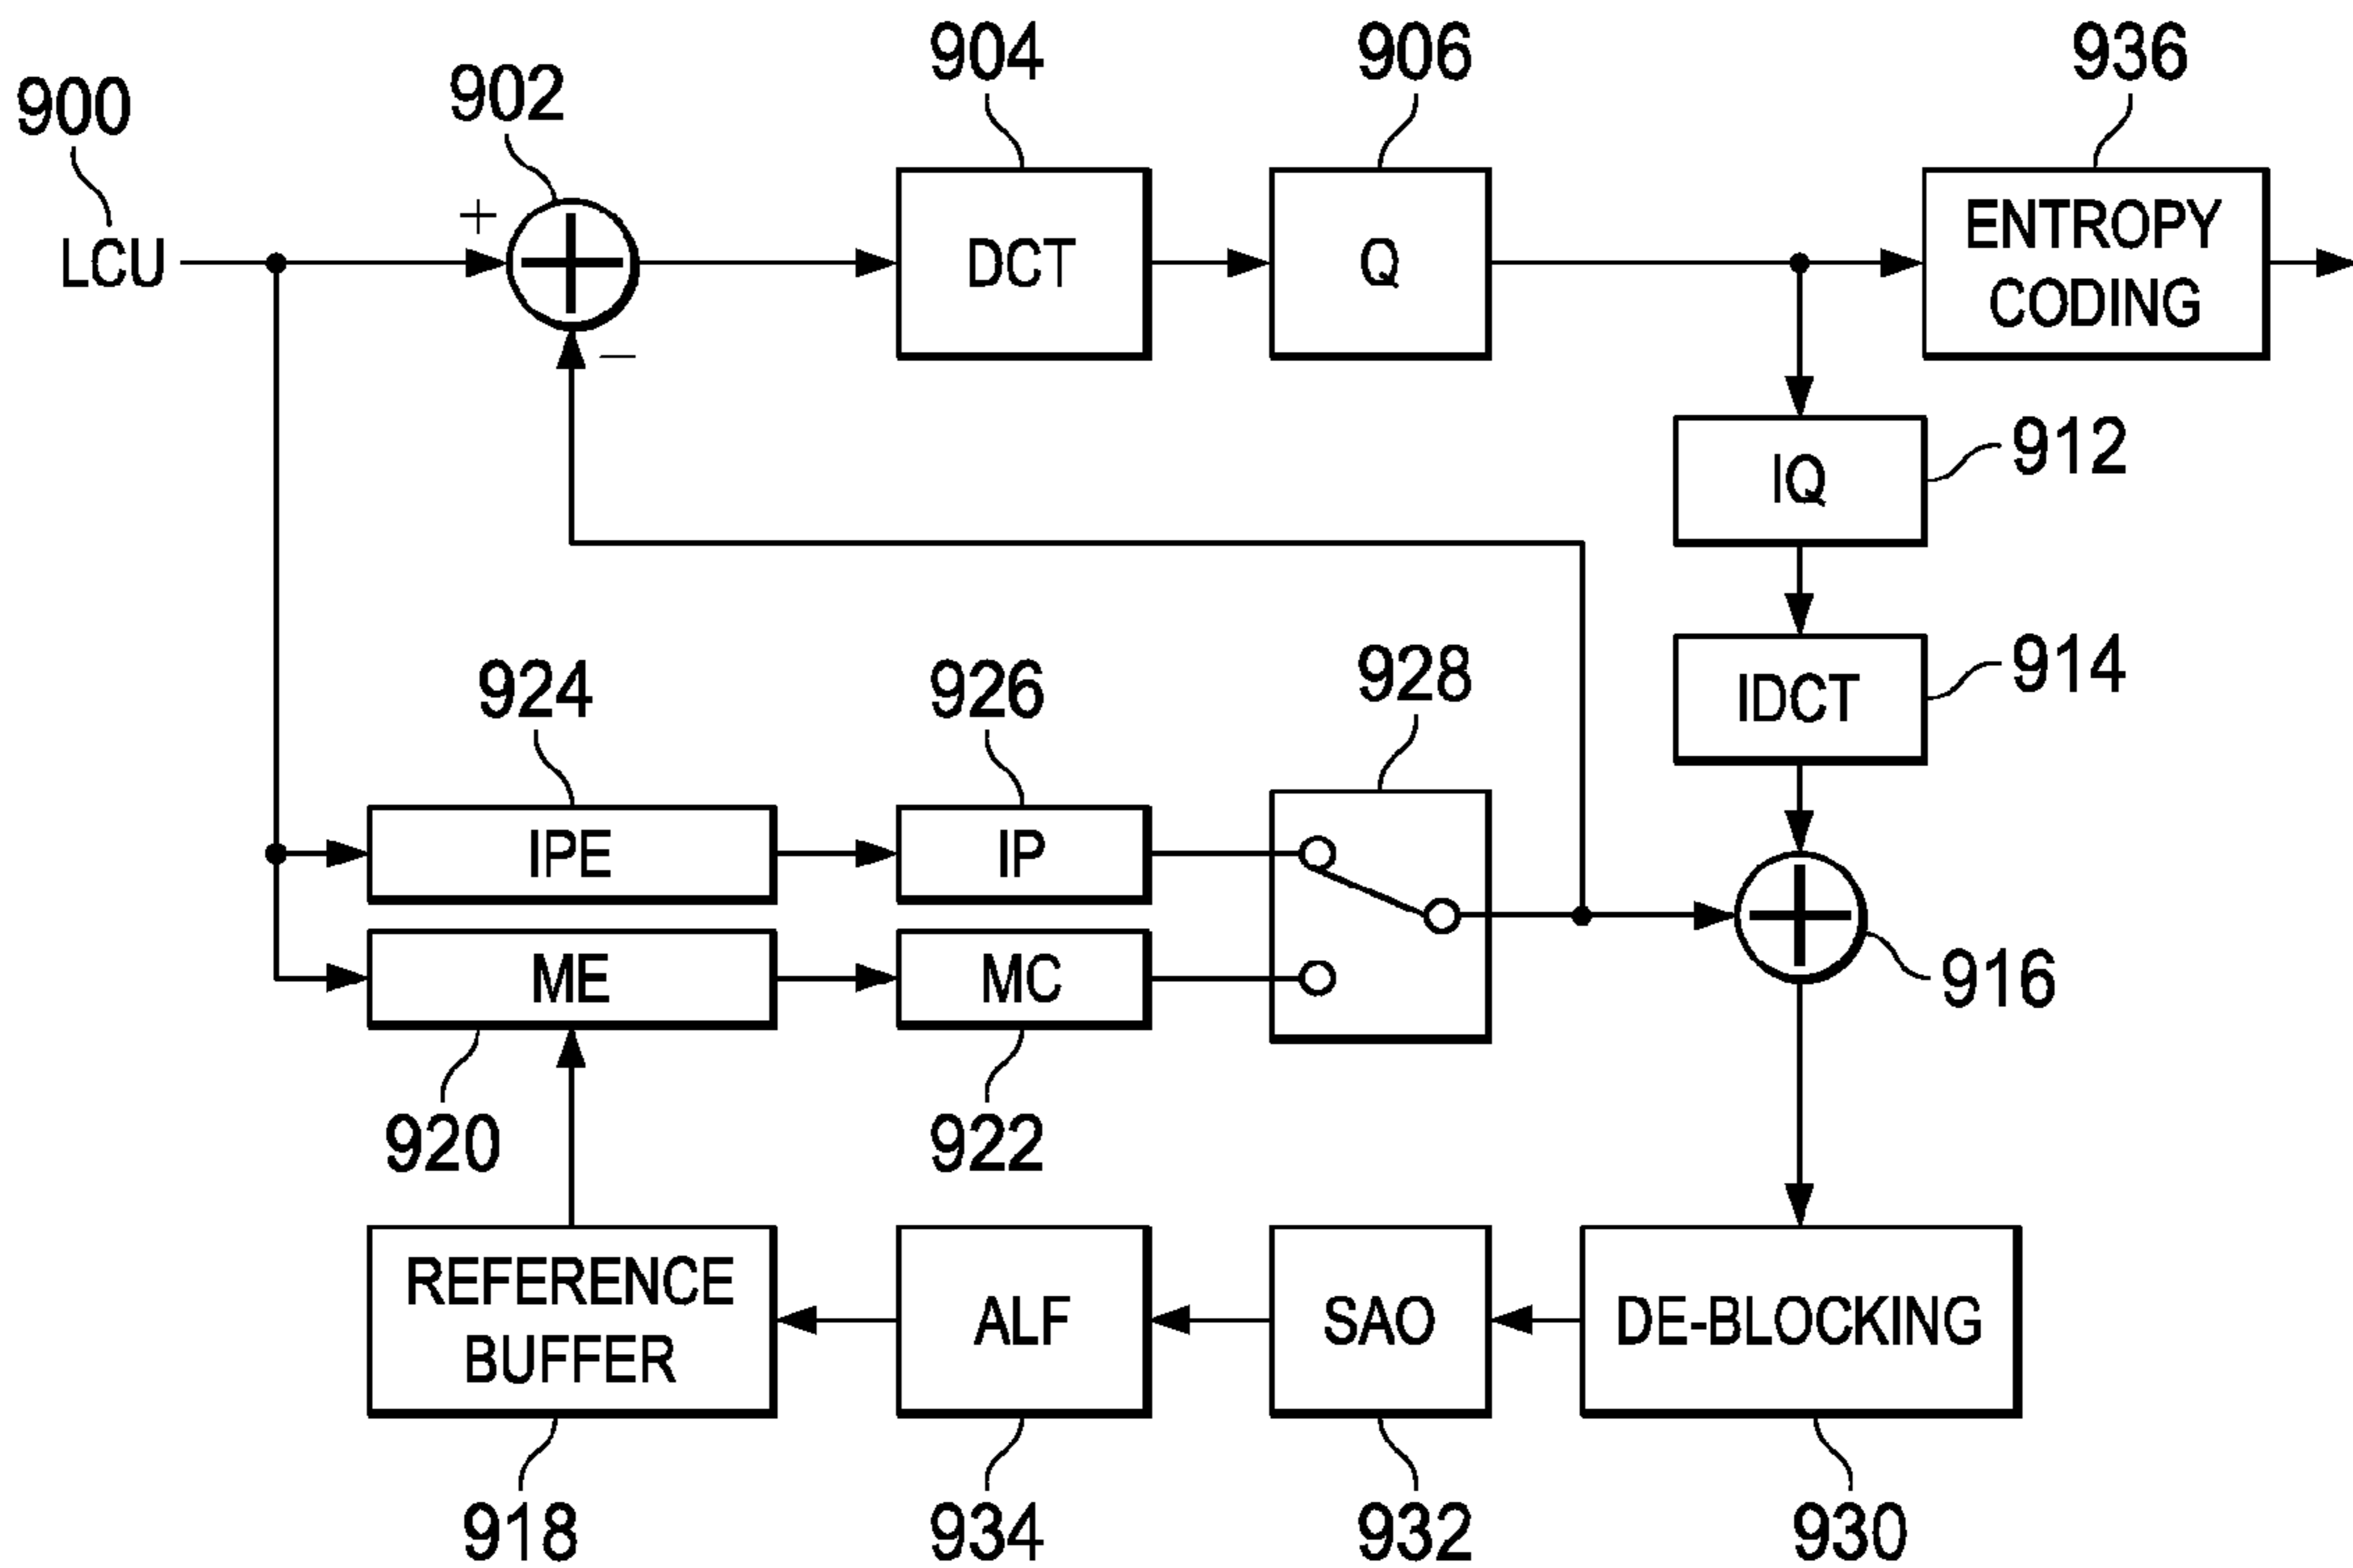 904
906
936
900
902
+
LCU
DCT
Q
ENTROPY
CODING
−
IQ
912
924
926
928
IDCT
914
IPE
IP
ME
MC
916
920
922
REFERENCE
BUFFER
ALF
SAO
DE-BLOCKING
918
934
932
930